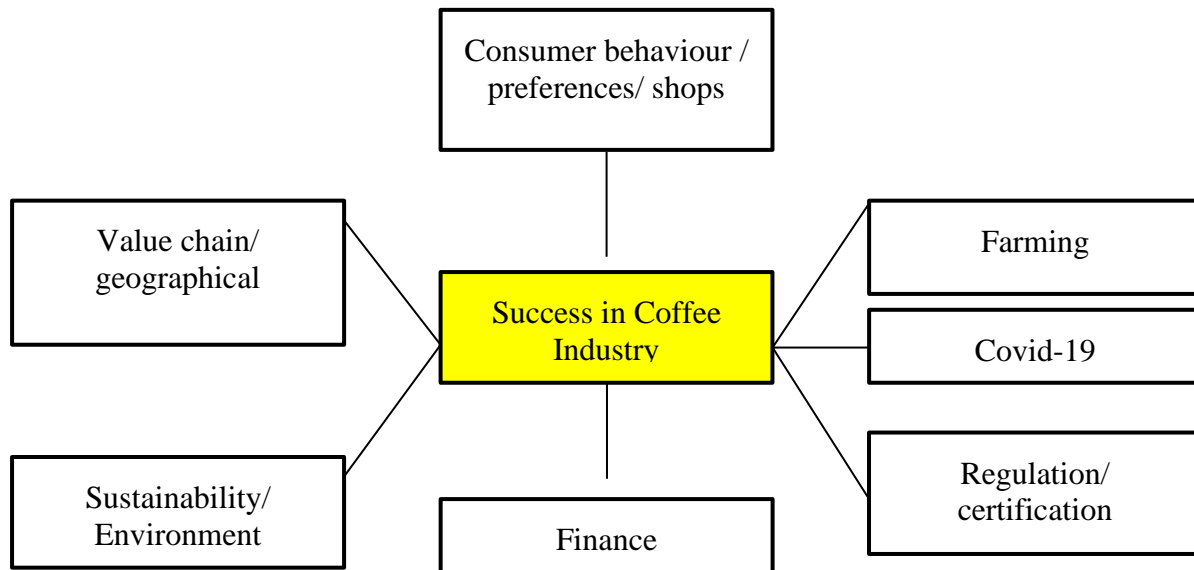 Consumer behaviour /
preferences/ shops
Value chain/
geographical
Farming
Success in Coffee
Industry
Covid-19
Sustainability/
Environment
Finance
Regulation/
certification